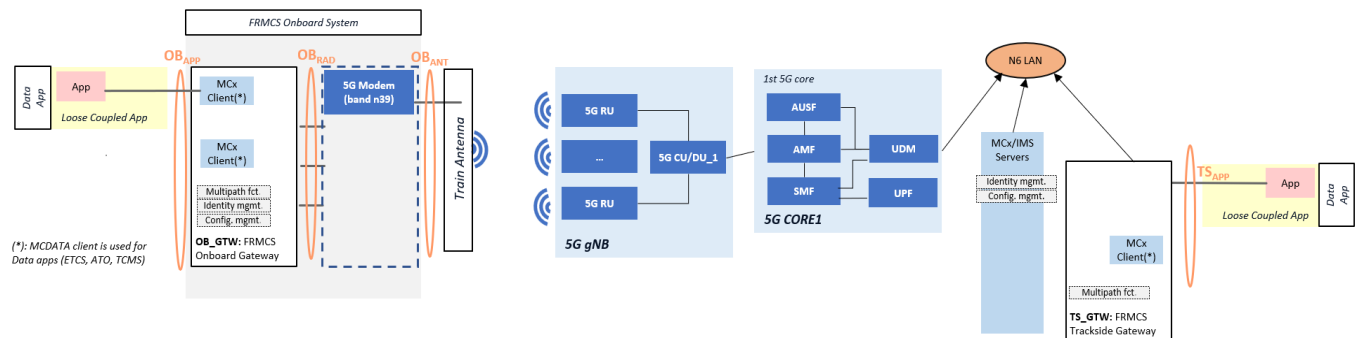 FRMCS Onboard System
OB_APP
OB_RAD
OB_ANT
Data
App
App
Loose Coupled App
MCx
Client(*)
MCx
Client(*)
Multipath fct.
Identity mgmt.
Config. mgmt.
OB_GTW: FRMCS
Onboard Gateway
5G Modem
(band n39)
Train Antenna
(*): MCDATA client is used for
Data apps (ETCS, ATO, TCMS)
5G RU
...
5G RU
5G CU/DU_1
5G gNB
1st 5G core
AUSF
AMF
SMF
UDM
UPF
5G CORE1
N6 LAN
MCx/IMS
Servers
Identity mgmt.
Config. mgmt.
MCx
Client(*)
Multipath fct.
TS_GTW: FRMCS
Trackside Gateway
TS_APP
App
Loose Coupled App
Data
App